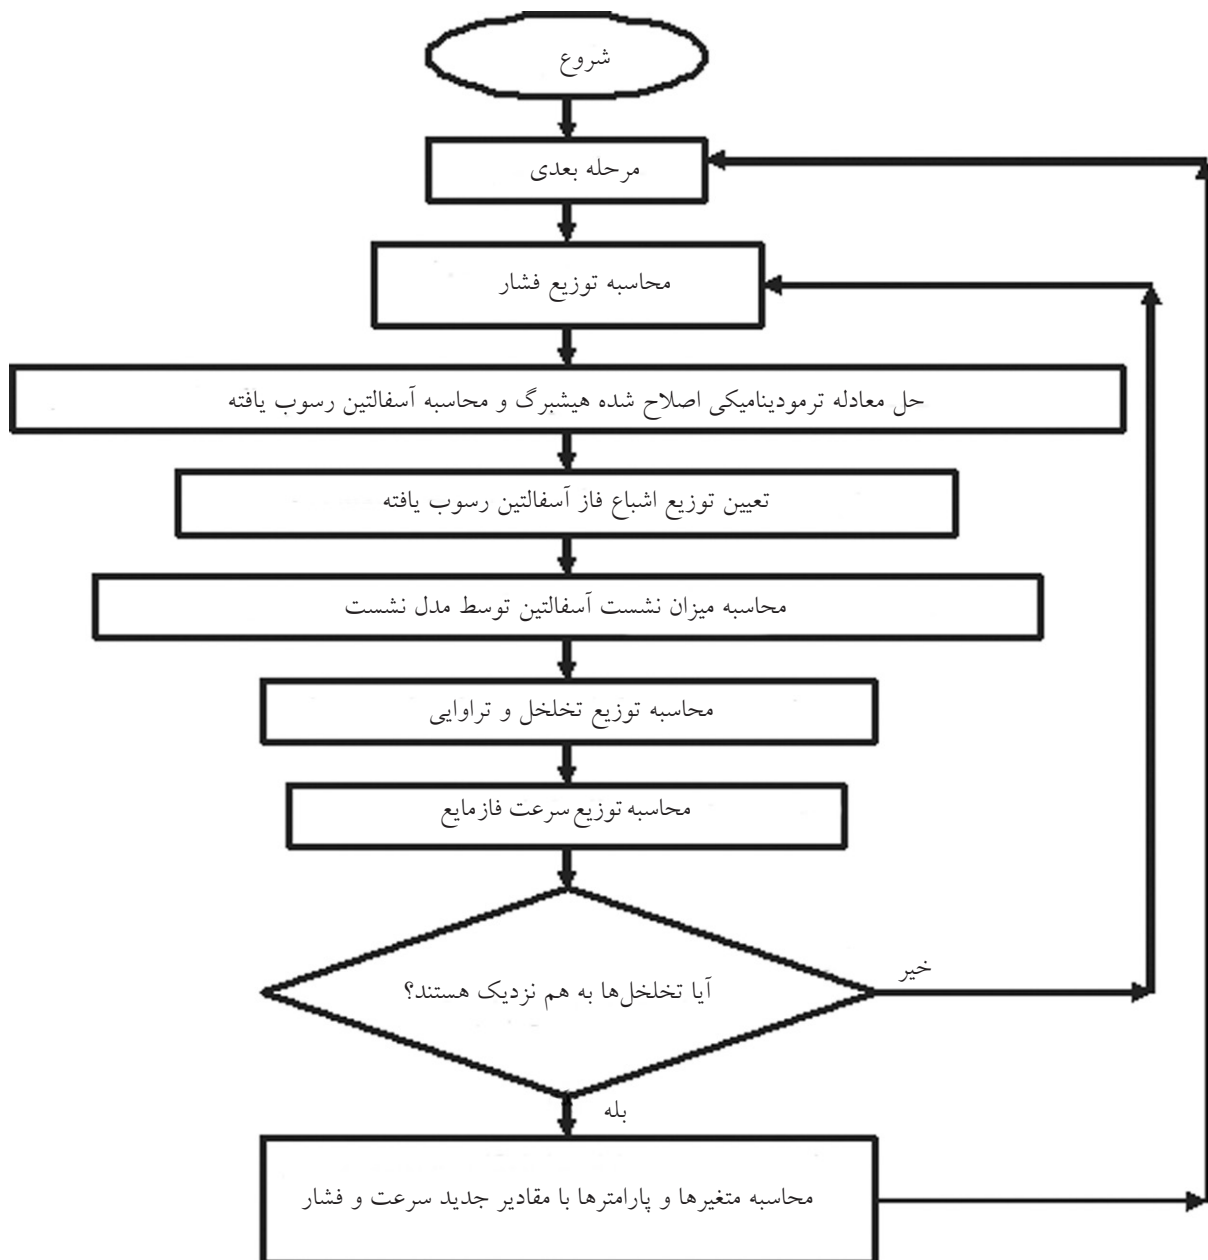 شروع
مرحله بعدی
محاسبه توزیع فشار
حل معادله ترمودینامیکی اصلاح شده هیشبرگ و محاسبه آسفالتین رسوب یافته
تعیین توزیع اشباع فاز آسفالتین رسوب یافته
محاسبه میزان نشست آسفالتین توسط مدل نشست
محاسبه توزیع تخلخل و تراوایی
محاسبه توزیع سرعت فازمایع
آیا تخلخل‌ها به هم نزدیک هستند؟
خیر
بله
محاسبه متغیرها و پارامترها با مقادیر جدید سرعت و فشار